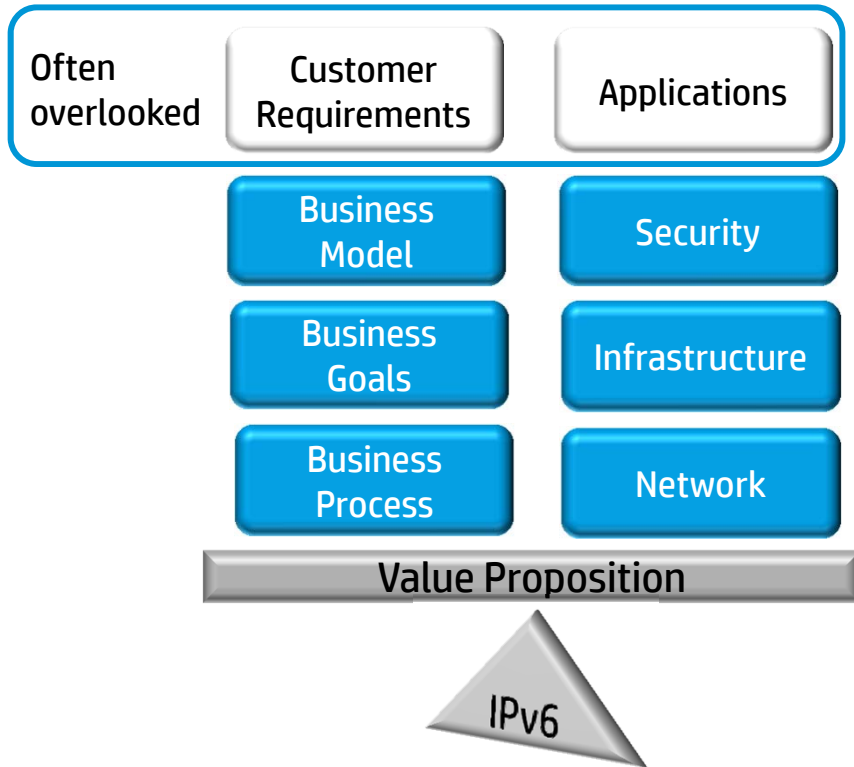 Often
overlooked
Customer
Requirements
Applications
Business
Model
Security
Business
Goals
Infrastructure
Business
Process
Network
Value Proposition
IPv6